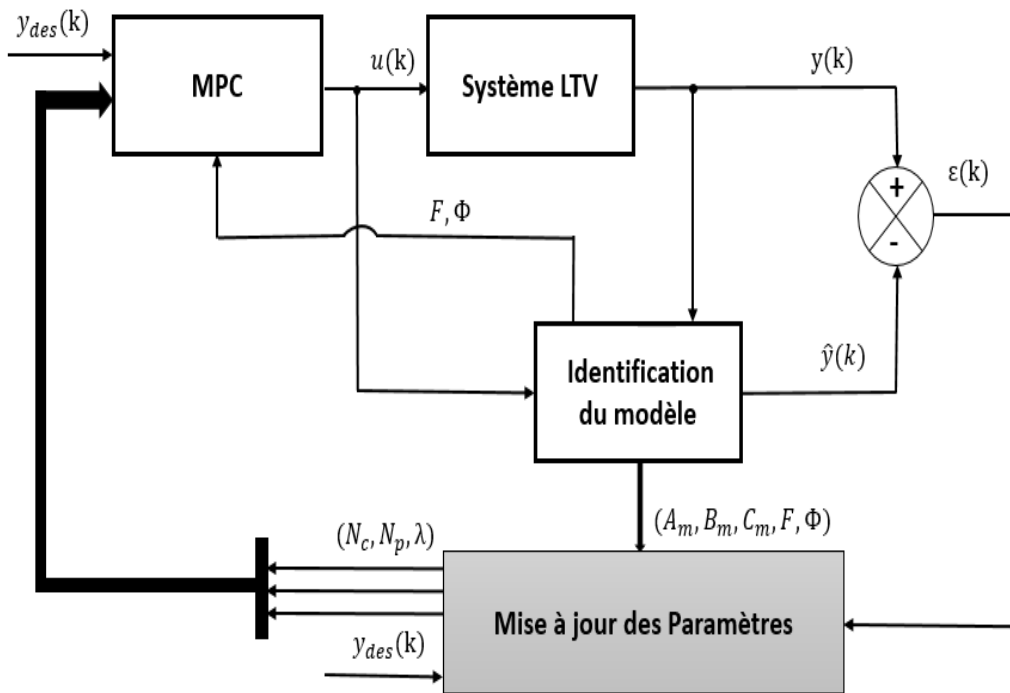 y_des(k)
MPC
u(k)
Système LTV
y(k)
+
-
ε(k)
F, Φ
Identification
du modèle
ŷ(k)
(A_m, B_m, C_m, F, Φ)
(N_c, N_p, λ)
Mise à jour des Paramètres
y_des(k)